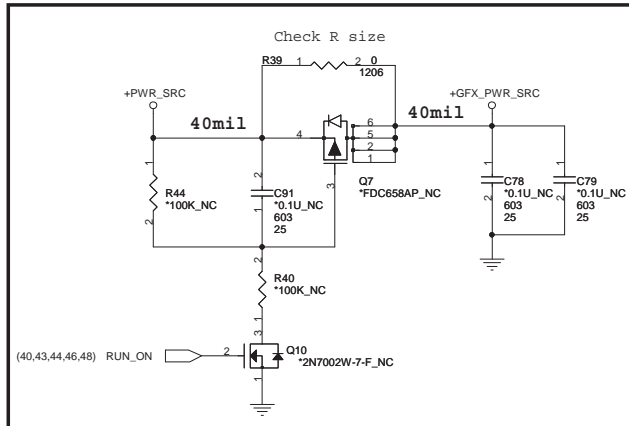 Check R size
R39 1 2 0
1206
+PWR_SRC
+GFX_PWR_SRC
40mil
40mil
4
6
5
2
1
3
Q7
*FDC658AP_NC
1
R44
*100K_NC
2
2
C91
*0.1U_NC
603
25
1
1
C78
*0.1U_NC
603
25
2
1
C79
*0.1U_NC
603
25
2
2
R40
*100K_NC
1
3
(40,43,44,46,48) RUN_ON
2
Q10
*2N7002W-7-F_NC
1